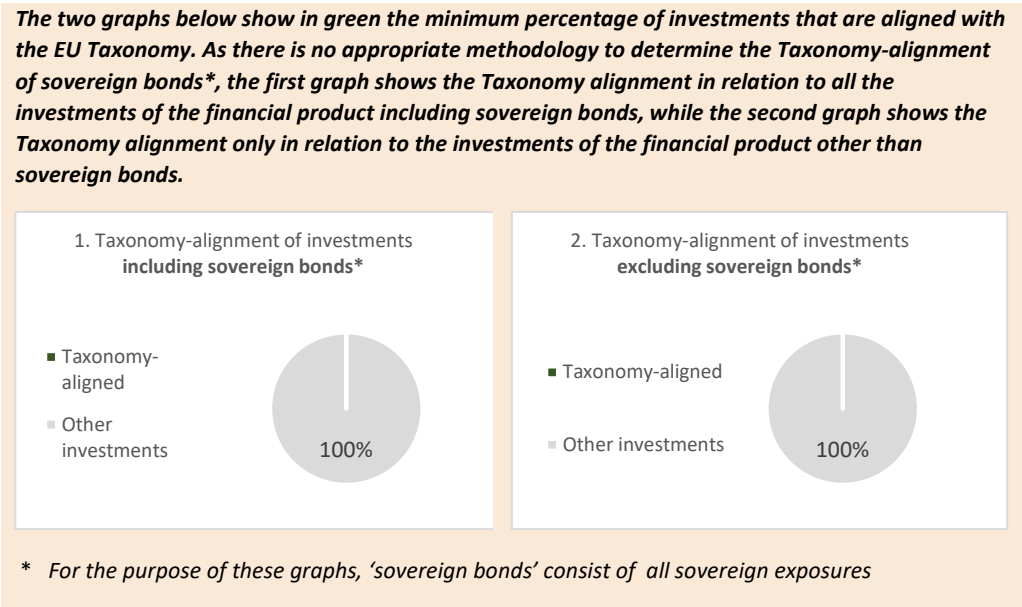 The two graphs below show in green the minimum percentage of investments that are aligned with
the EU Taxonomy. As there is no appropriate methodology to determine the Taxonomy-alignment
of sovereign bonds*, the first graph shows the Taxonomy alignment in relation to all the
investments of the financial product including sovereign bonds, while the second graph shows the
Taxonomy alignment only in relation to the investments of the financial product other than
sovereign bonds.
1. Taxonomy-alignment of investments
including sovereign bonds*
Taxonomy-
aligned
Other
investments
100%
2. Taxonomy-alignment of investments
excluding sovereign bonds*
Taxonomy-aligned
Other investments
100%
* For the purpose of these graphs, ‘sovereign bonds’ consist of all sovereign exposures